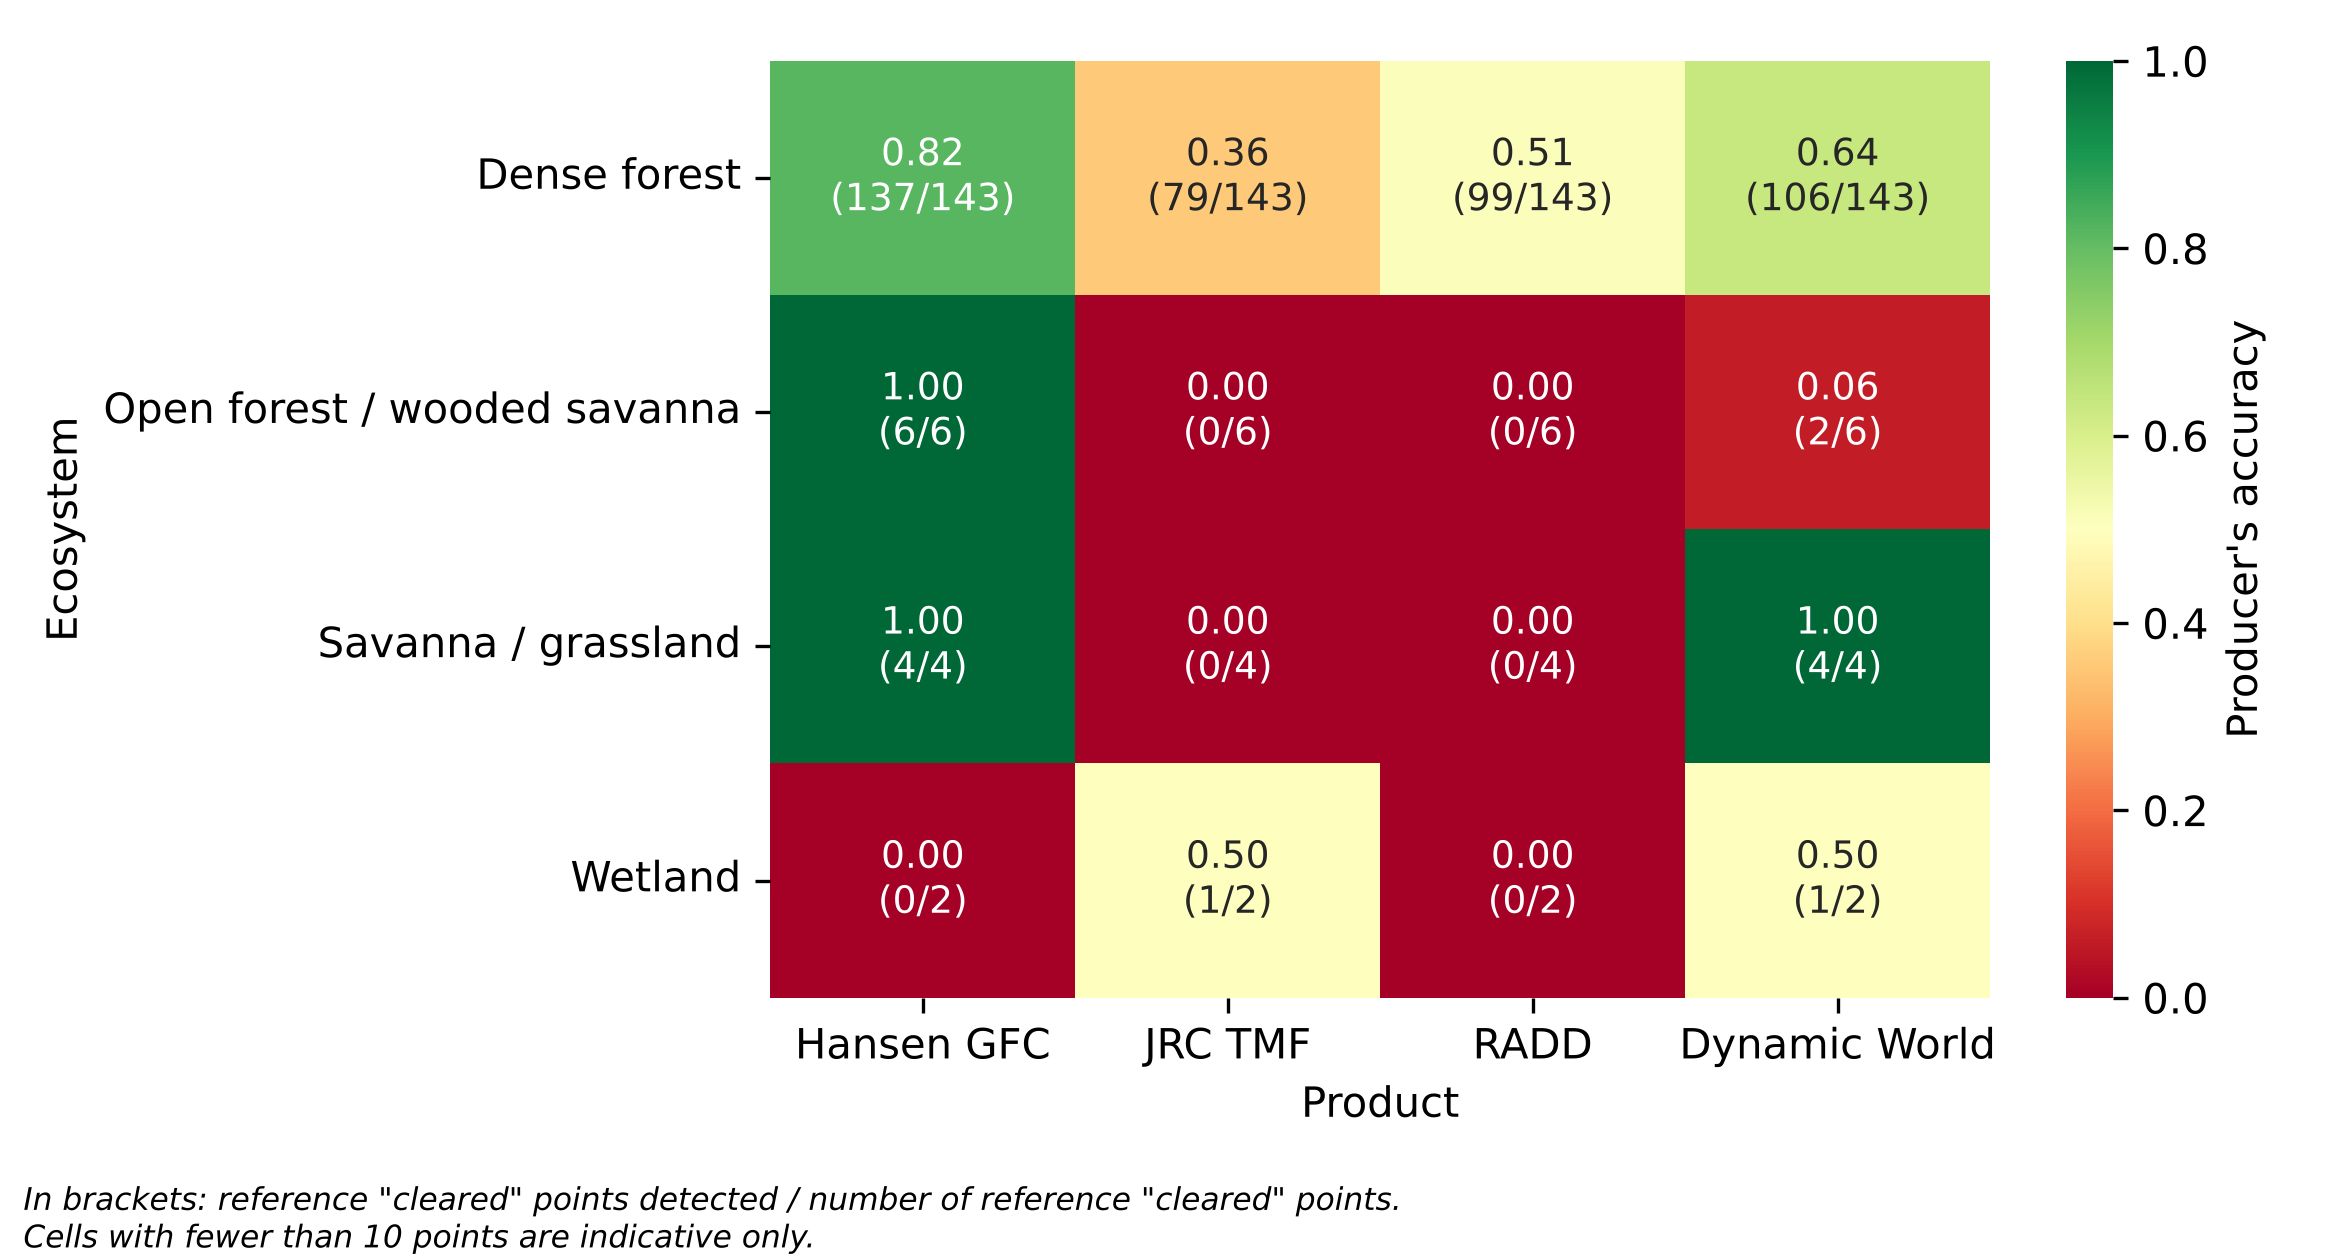 Dense forest
0.82
(137/143)
0.36
(79/143)
0.51
(99/143)
0.64
(106/143)
Open forest / wooded savanna
1.00
(6/6)
0.00
(0/6)
0.00
(0/6)
0.06
(2/6)
Savanna / grassland
1.00
(4/4)
0.00
(0/4)
0.00
(0/4)
1.00
(4/4)
Wetland
0.00
(0/2)
0.50
(1/2)
0.00
(0/2)
0.50
(1/2)
Ecosystem
Hansen GFC
JRC TMF
RADD
Dynamic World
Product
1.0
0.8
0.6
0.4
0.2
0.0
Producer's accuracy
In brackets: reference "cleared" points detected / number of reference "cleared" points.
Cells with fewer than 10 points are indicative only.